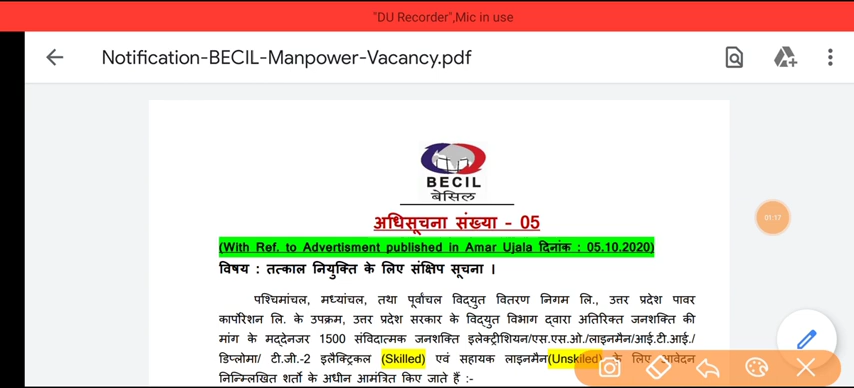 "DU Recorder",Mic in use
Notification-BECIL-Manpower-Vacancy.pdf
BECIL
बेसिल
अधिसूचना संख्या - 05
(With Ref. to Advertisment published in Amar Ujala दिनांक : 05.10.2020)
विषय : तत्काल नियुक्ति के लिए संक्षिप सूचना ।
पश्चिमांचल, मध्यांचल, तथा पूर्वांचल विद्युत वितरण निगम लि., उत्तर प्रदेश पावर
कार्पोरेशन लि. के उपक्रम, उत्तर प्रदेश सरकार के विद्युत विभाग द्वारा अतिरिक्त जनशक्ति की
मांग के मद्देनजर 1500 संविदात्मक जनशक्ति इलेक्ट्रीशियन/एस.एस.ओ./लाइनमैन/आई.टी.आई./
डिप्लोमा/ टी.जी.-2 इलैक्ट्रिकल (Skilled) एवं सहायक लाइनमैन(Unskilled) के लिए आवेदन
निम्लिखित शर्तो के अधीन आमंत्रित किए जाते हैं :-
01:17